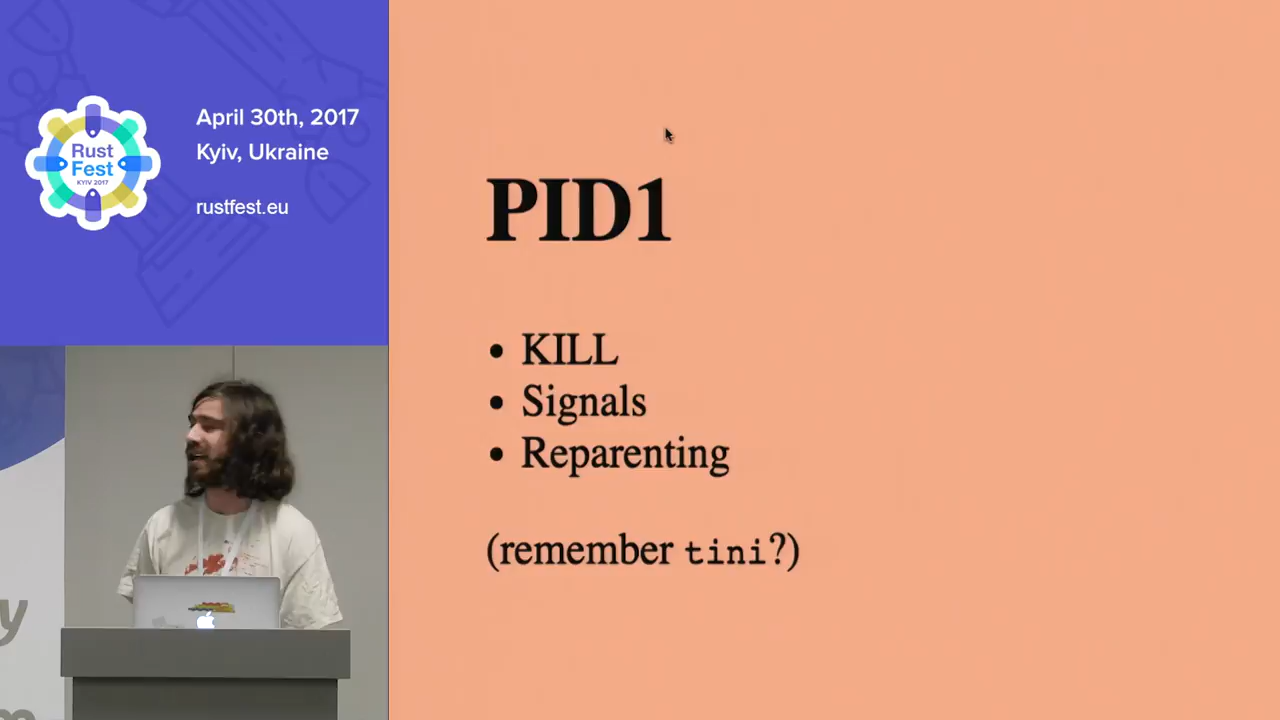 April 30th, 2017
Kyiv, Ukraine
rustfest.eu
Rust
Fest
KYIV 2017
PID1
• KILL
• Signals
• Reparenting
(remember tini?)
y
m